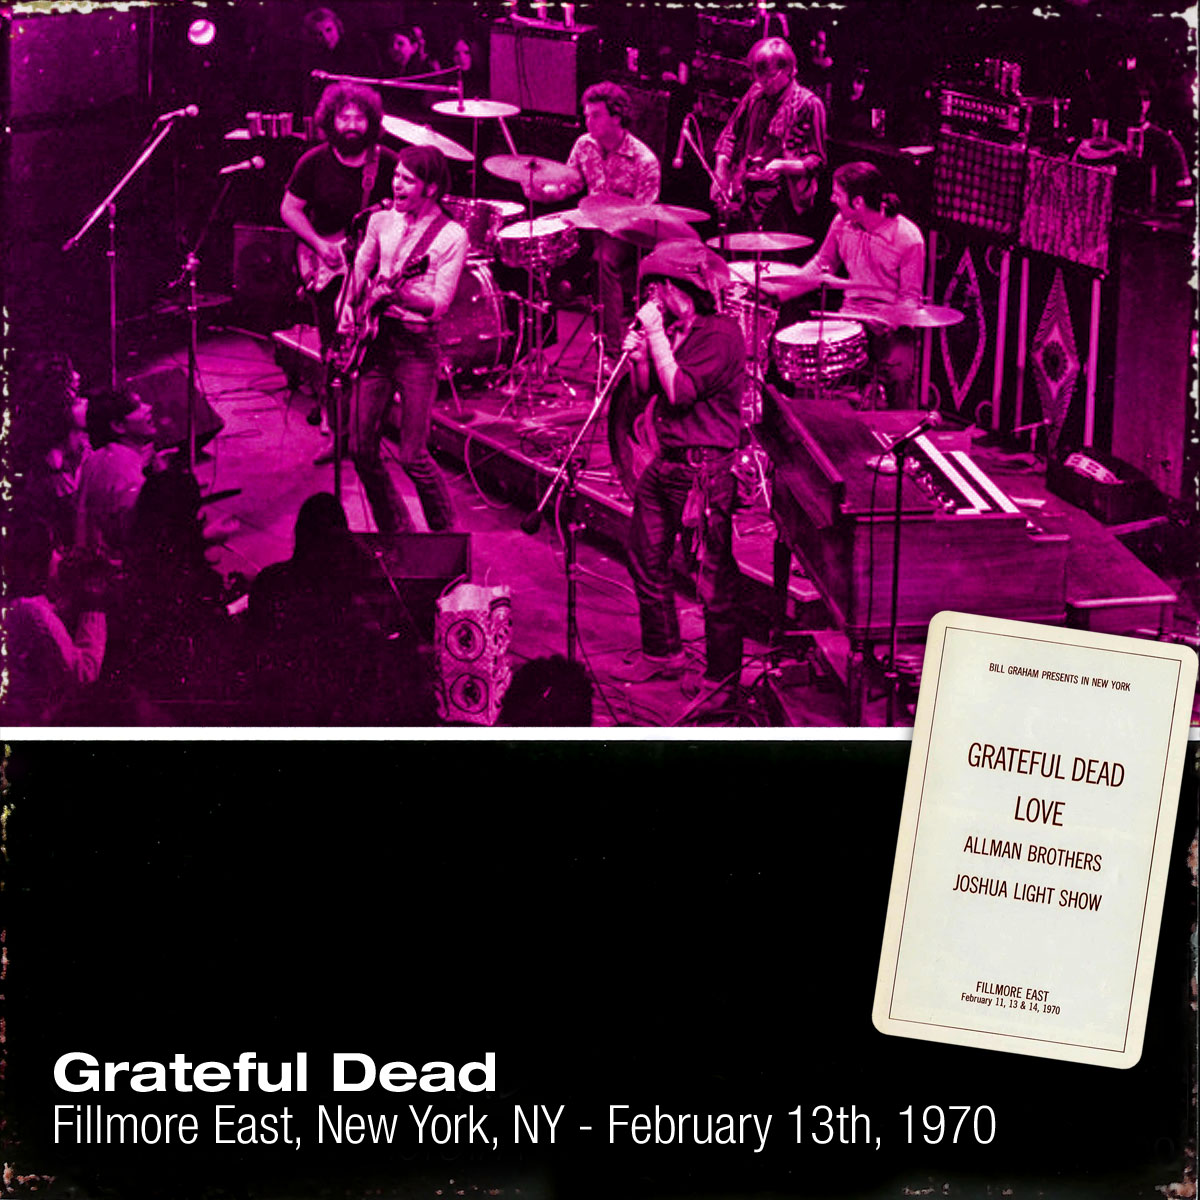 BILL GRAHAM PRESENTS IN NEW YORK
GRATEFUL DEAD
LOVE
ALLMAN BROTHERS
JOSHUA LIGHT SHOW
FILLMORE EAST
February 11, 13 & 14, 1970
Grateful Dead
Fillmore East, New York, NY - February 13th, 1970